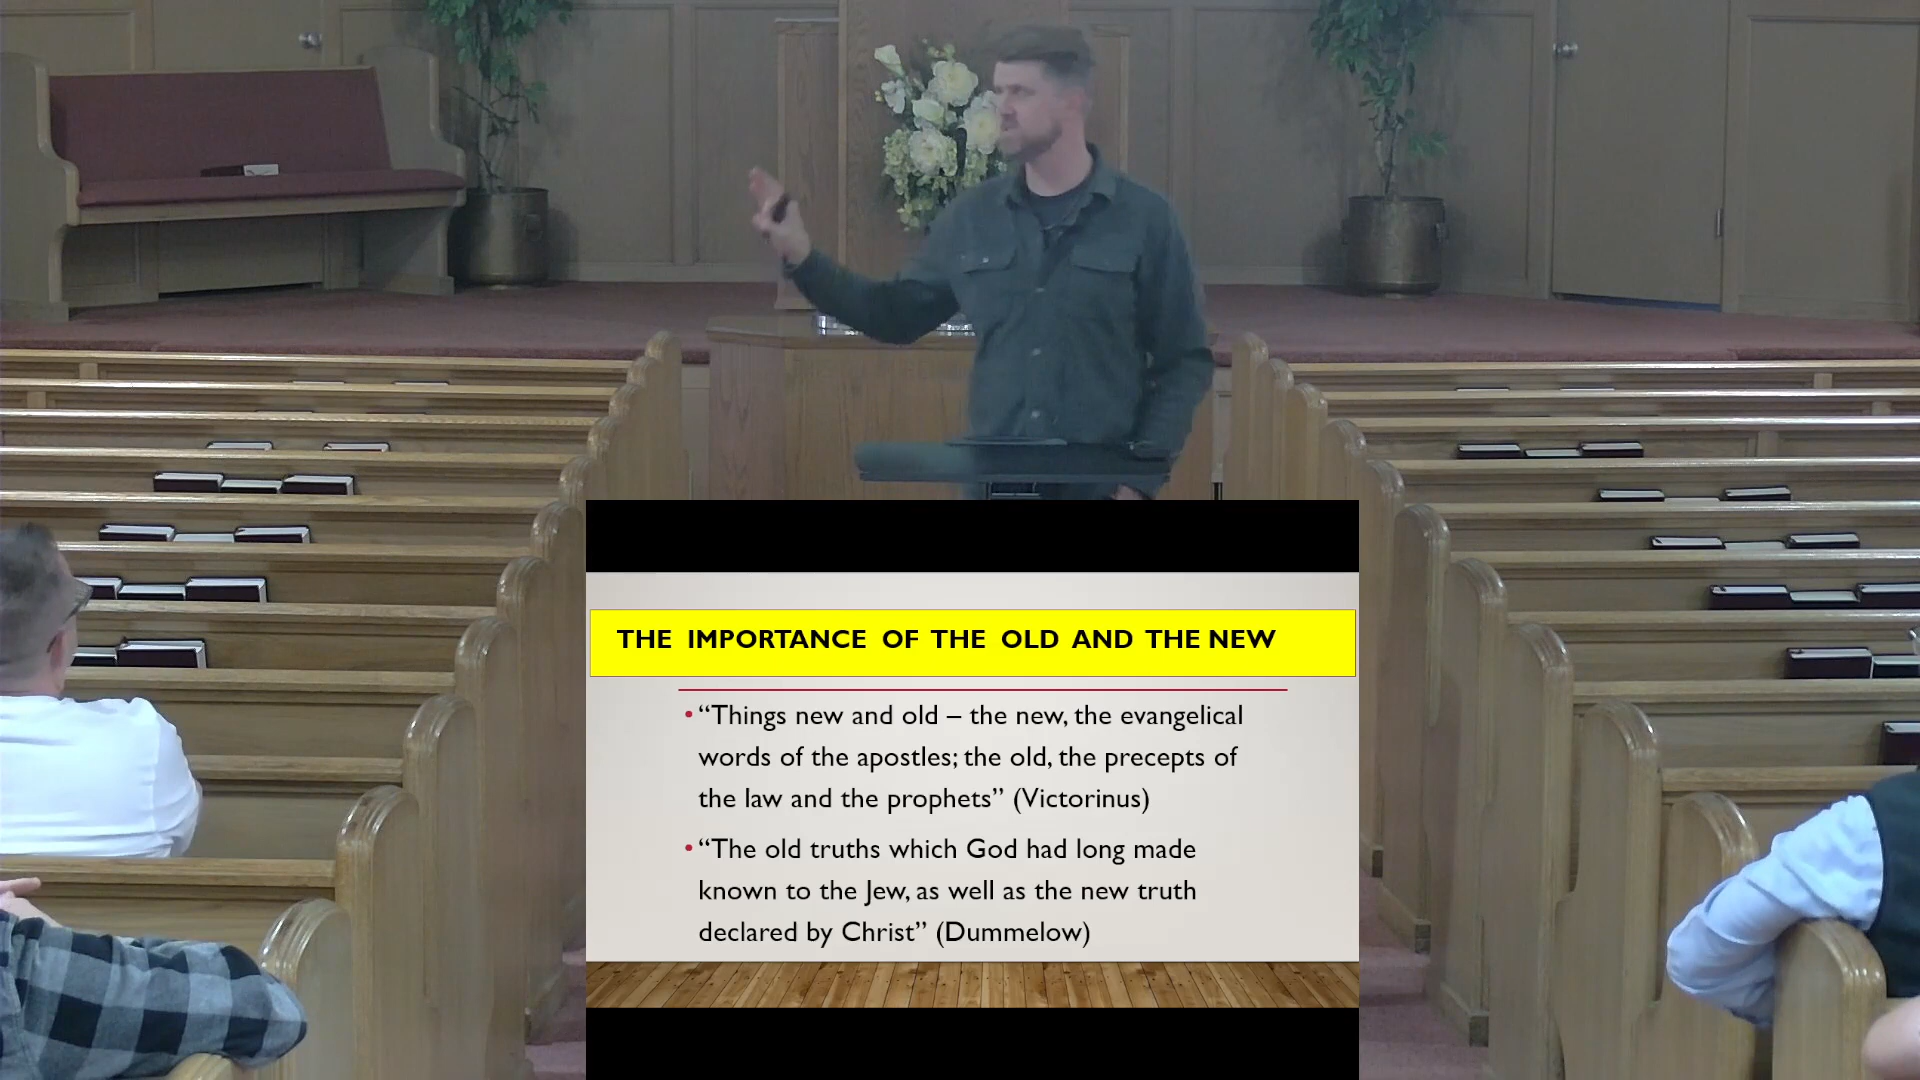 THE IMPORTANCE OF THE OLD AND THE NEW
• “Things new and old – the new, the evangelical
words of the apostles; the old, the precepts of
the law and the prophets” (Victorinus)
• “The old truths which God had long made
known to the Jew, as well as the new truth
declared by Christ” (Dummelow)